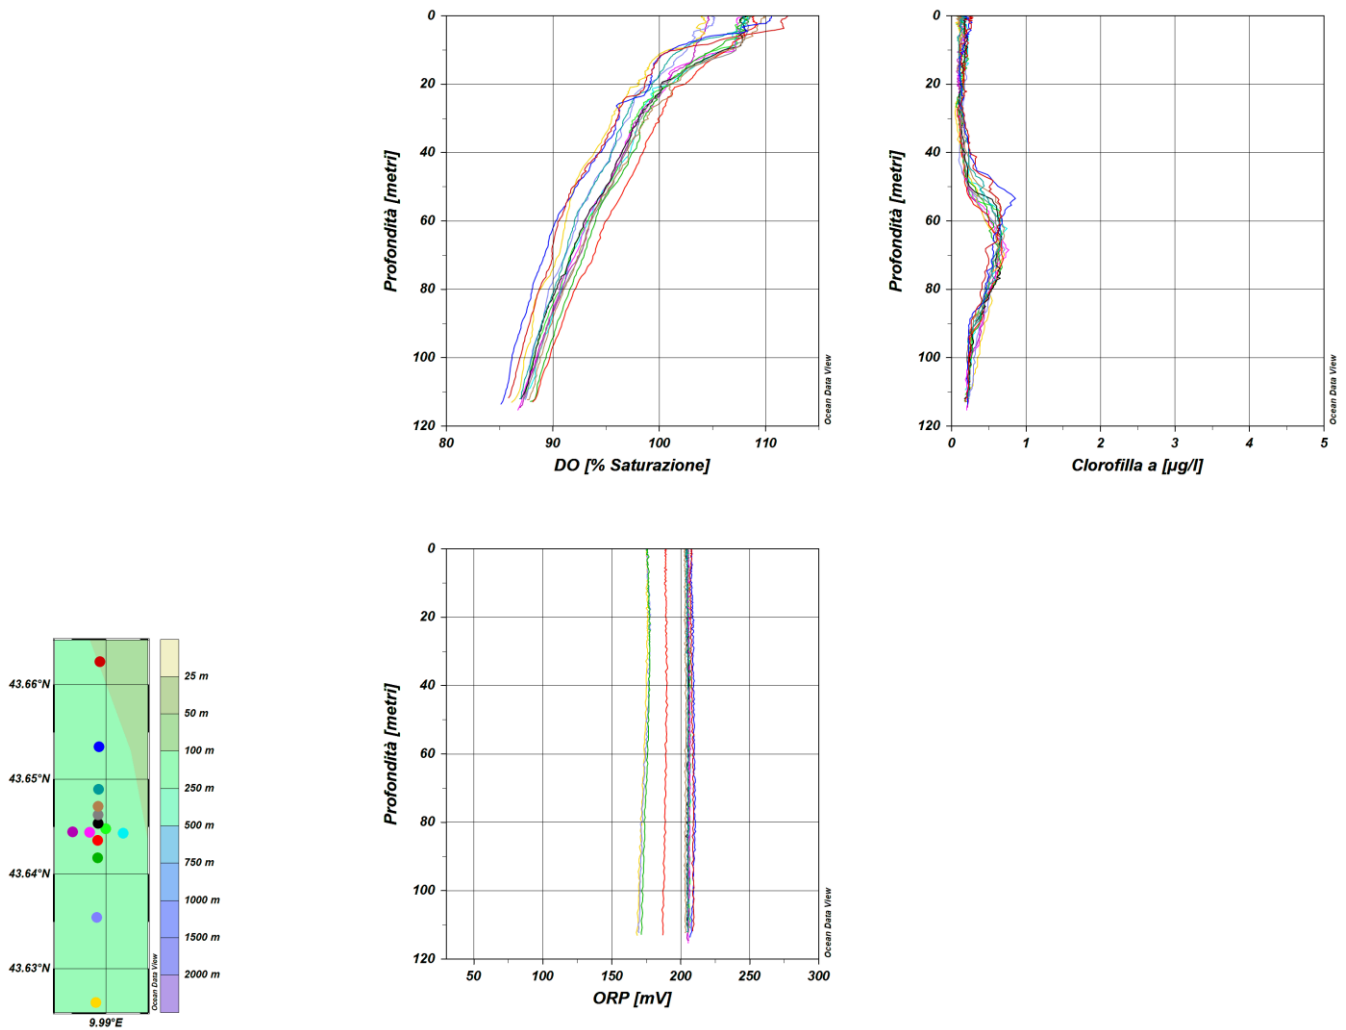 0
20
40
60
80
100
120
Profondità [metri]
80
90
100
110
DO [% Saturazione]
Ocean Data View
0
20
40
60
80
100
120
Profondità [metri]
0
1
2
3
4
5
Clorofilla a [µg/l]
Ocean Data View
0
20
40
60
80
100
120
Profondità [metri]
50
100
150
200
250
300
ORP [mV]
Ocean Data View
43.66°N
43.65°N
43.64°N
43.63°N
9.99°E
Ocean Data View
25 m
50 m
100 m
250 m
500 m
750 m
1000 m
1500 m
2000 m